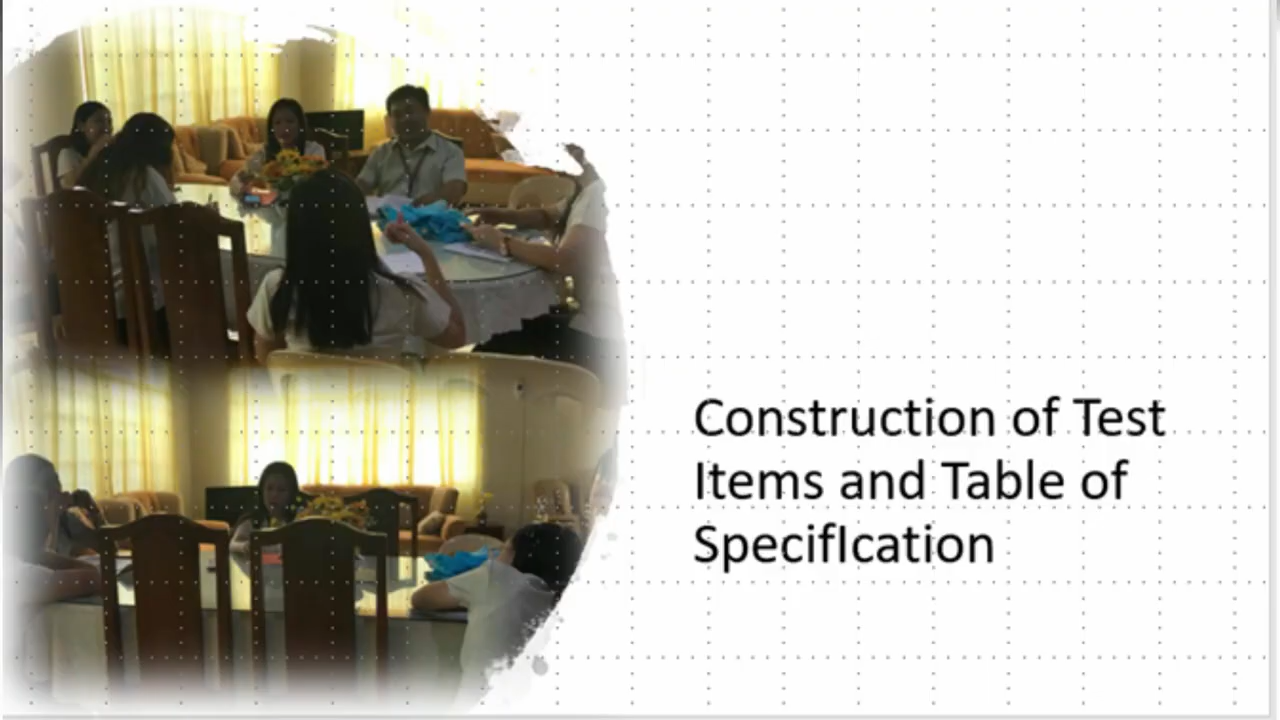 Construction of Test
Items and Table of
SpecifIcation